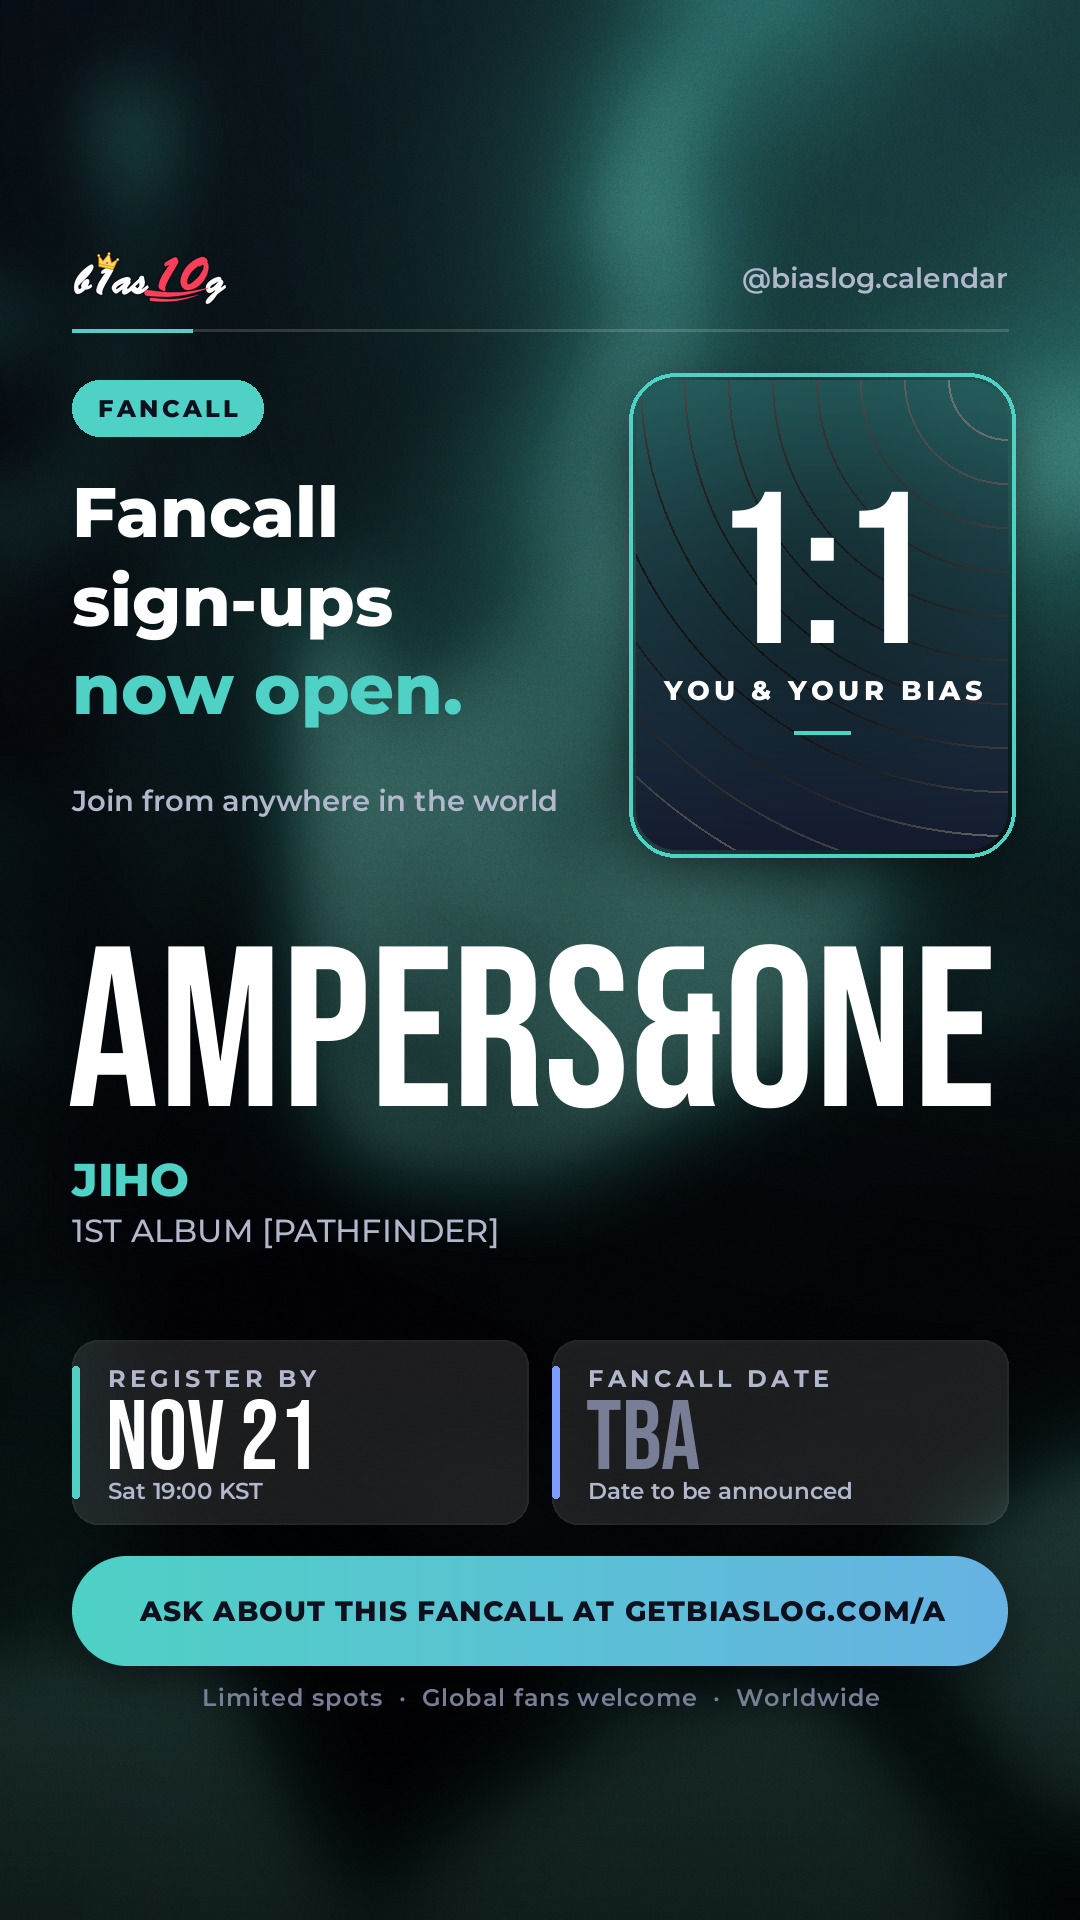 b1as10g
@biaslog.calendar
FANCALL
Fancall
sign-ups
now open.
Join from anywhere in the world
1:1
YOU & YOUR BIAS
AMPERS&ONE
JIHO
1ST ALBUM [PATHFINDER]
REGISTER BY
NOV 21
Sat 19:00 KST
FANCALL DATE
TBA
Date to be announced
ASK ABOUT THIS FANCALL AT GETBIASLOG.COM/A
Limited spots · Global fans welcome · Worldwide